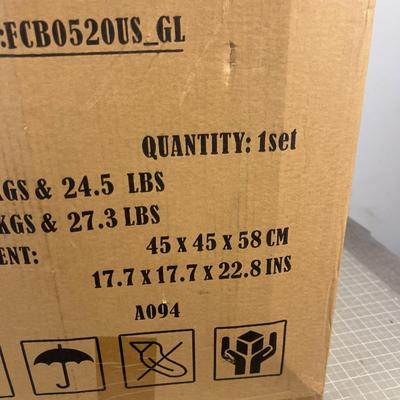 :FCB0520US_GL
QUANTITY: 1set
KGS & 24.5 LBS
KGS & 27.3 LBS
ENT: 45 X 45 X 58 CM
17.7 X 17.7 X 22.8 INS
A094